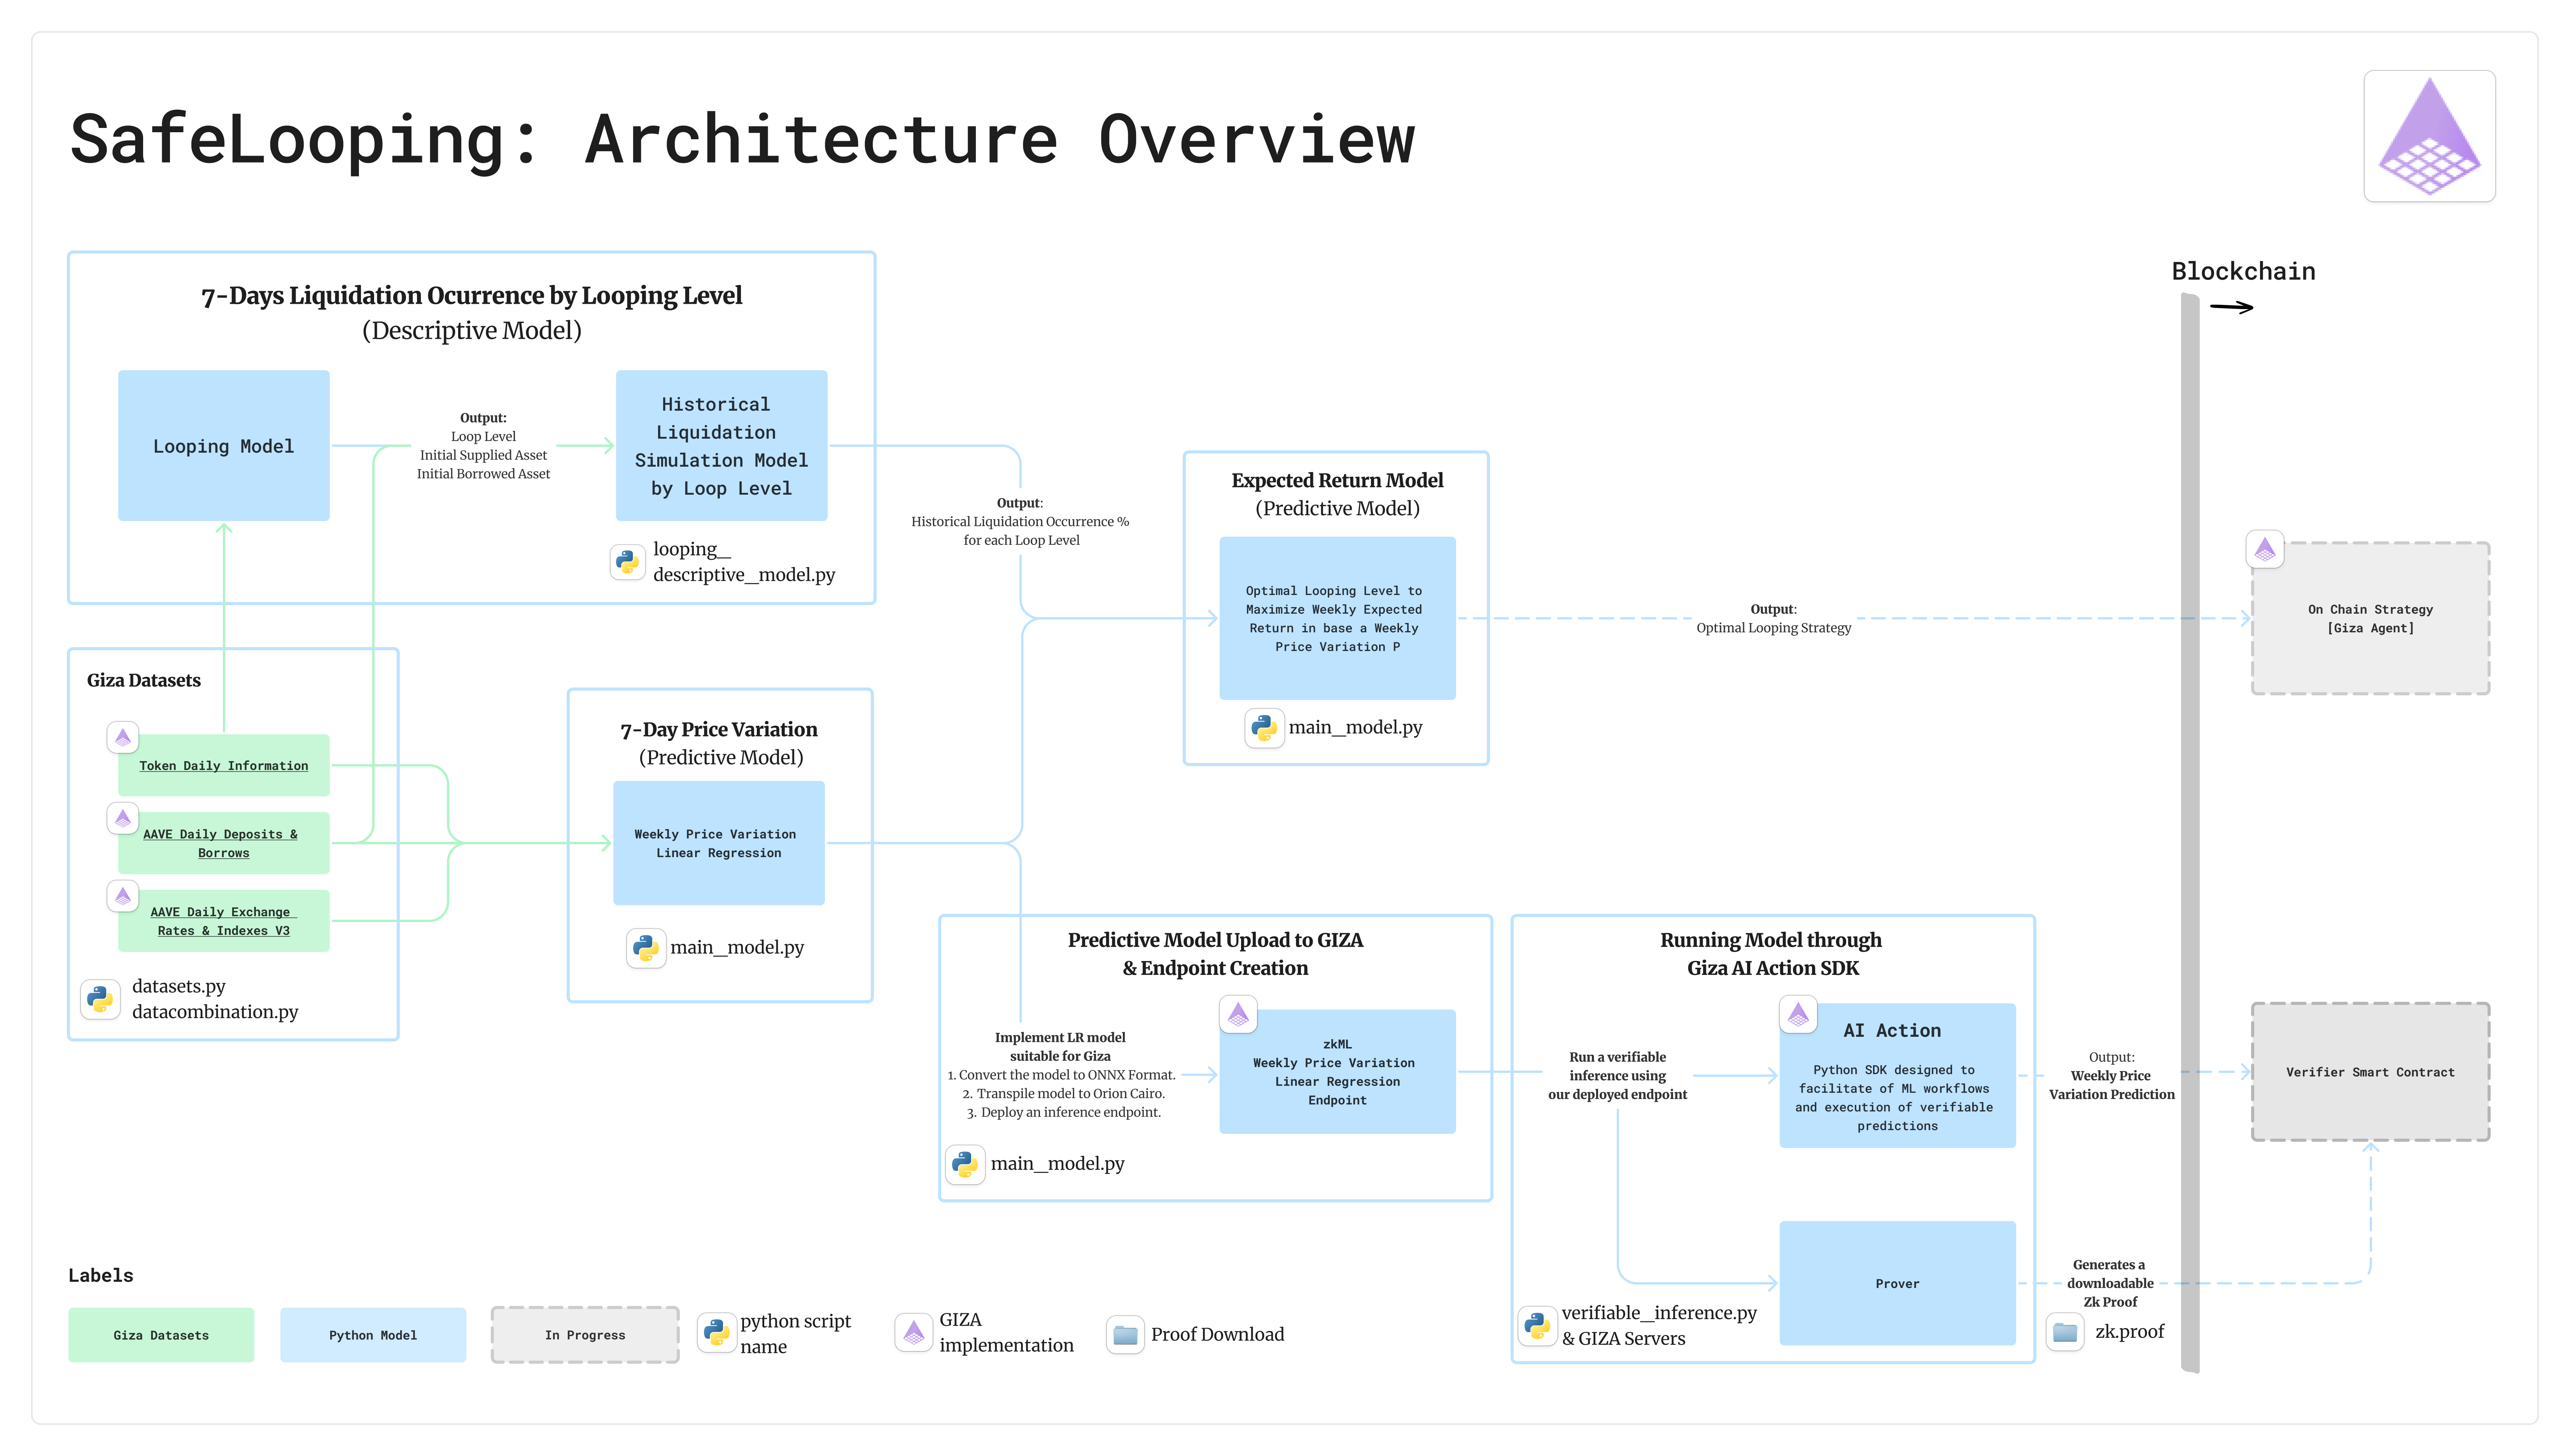 SafeLooping: Architecture Overview
7-Days Liquidation Ocurrence by Looping Level
(Descriptive Model)
Looping Model
Output:
Loop Level
Initial Supplied Asset
Initial Borrowed Asset
Historical
Liquidation
Simulation Model
by Loop Level
looping_
descriptive_model.py
Output:
Historical Liquidation Occurrence %
for each Loop Level
Giza Datasets
Token Daily Information
AAVE Daily Deposits &
Borrows
AAVE Daily Exchange
Rates & Indexes V3
datasets.py
datacombination.py
7-Day Price Variation
(Predictive Model)
Weekly Price Variation
Linear Regression
main_model.py
Expected Return Model
(Predictive Model)
Optimal Looping Level to
Maximize Weekly Expected
Return in base a Weekly
Price Variation P
main_model.py
Output:
Optimal Looping Strategy
Blockchain
On Chain Strategy
[Giza Agent]
Predictive Model Upload to GIZA
& Endpoint Creation
Implement LR model
suitable for Giza
1. Convert the model to ONNX Format.
2. Transpile model to Orion Cairo.
3. Deploy an inference endpoint.
zkML
Weekly Price Variation
Linear Regression
Endpoint
main_model.py
Running Model through
Giza AI Action SDK
Run a verifiable
inference using
our deployed endpoint
AI Action
Python SDK designed to
facilitate of ML workflows
and execution of verifiable
predictions
Prover
verifiable_inference.py
& GIZA Servers
Output:
Weekly Price
Variation Prediction
Verifier Smart Contract
Generates a
downloadable
Zk Proof
zk.proof
Labels
Giza Datasets
Python Model
In Progress
python script
name
GIZA
implementation
Proof Download